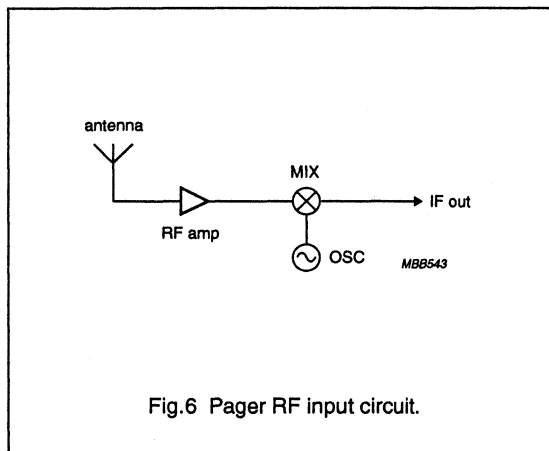 antenna
MIX
IF out
RF amp
OSC
MBB543
Fig.6 Pager RF input circuit.